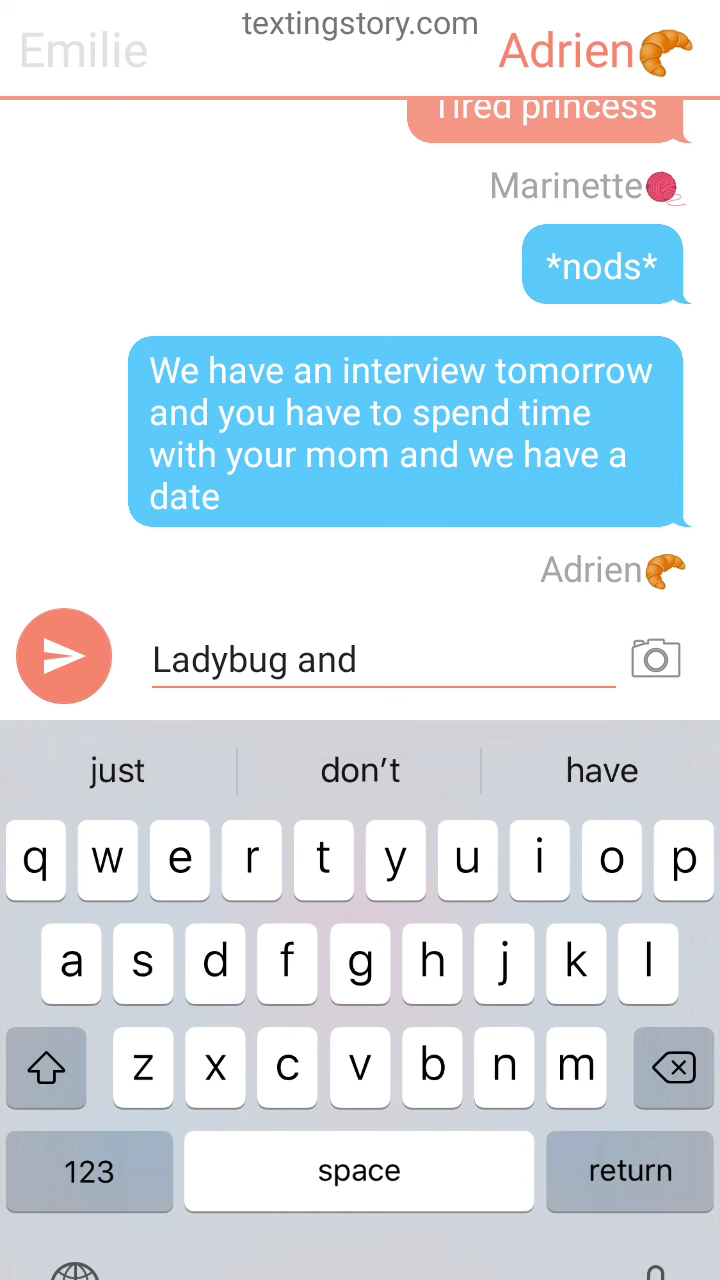 textingstory.com
Emilie
Adrien🥐
Tired princess
Marinette🧶
*nods*
We have an interview tomorrow
and you have to spend time
with your mom and we have a
date
Adrien🥐
Ladybug and
just don’t have
q w e r t y u i o p
a s d f g h j k l
z x c v b n m
123 space return